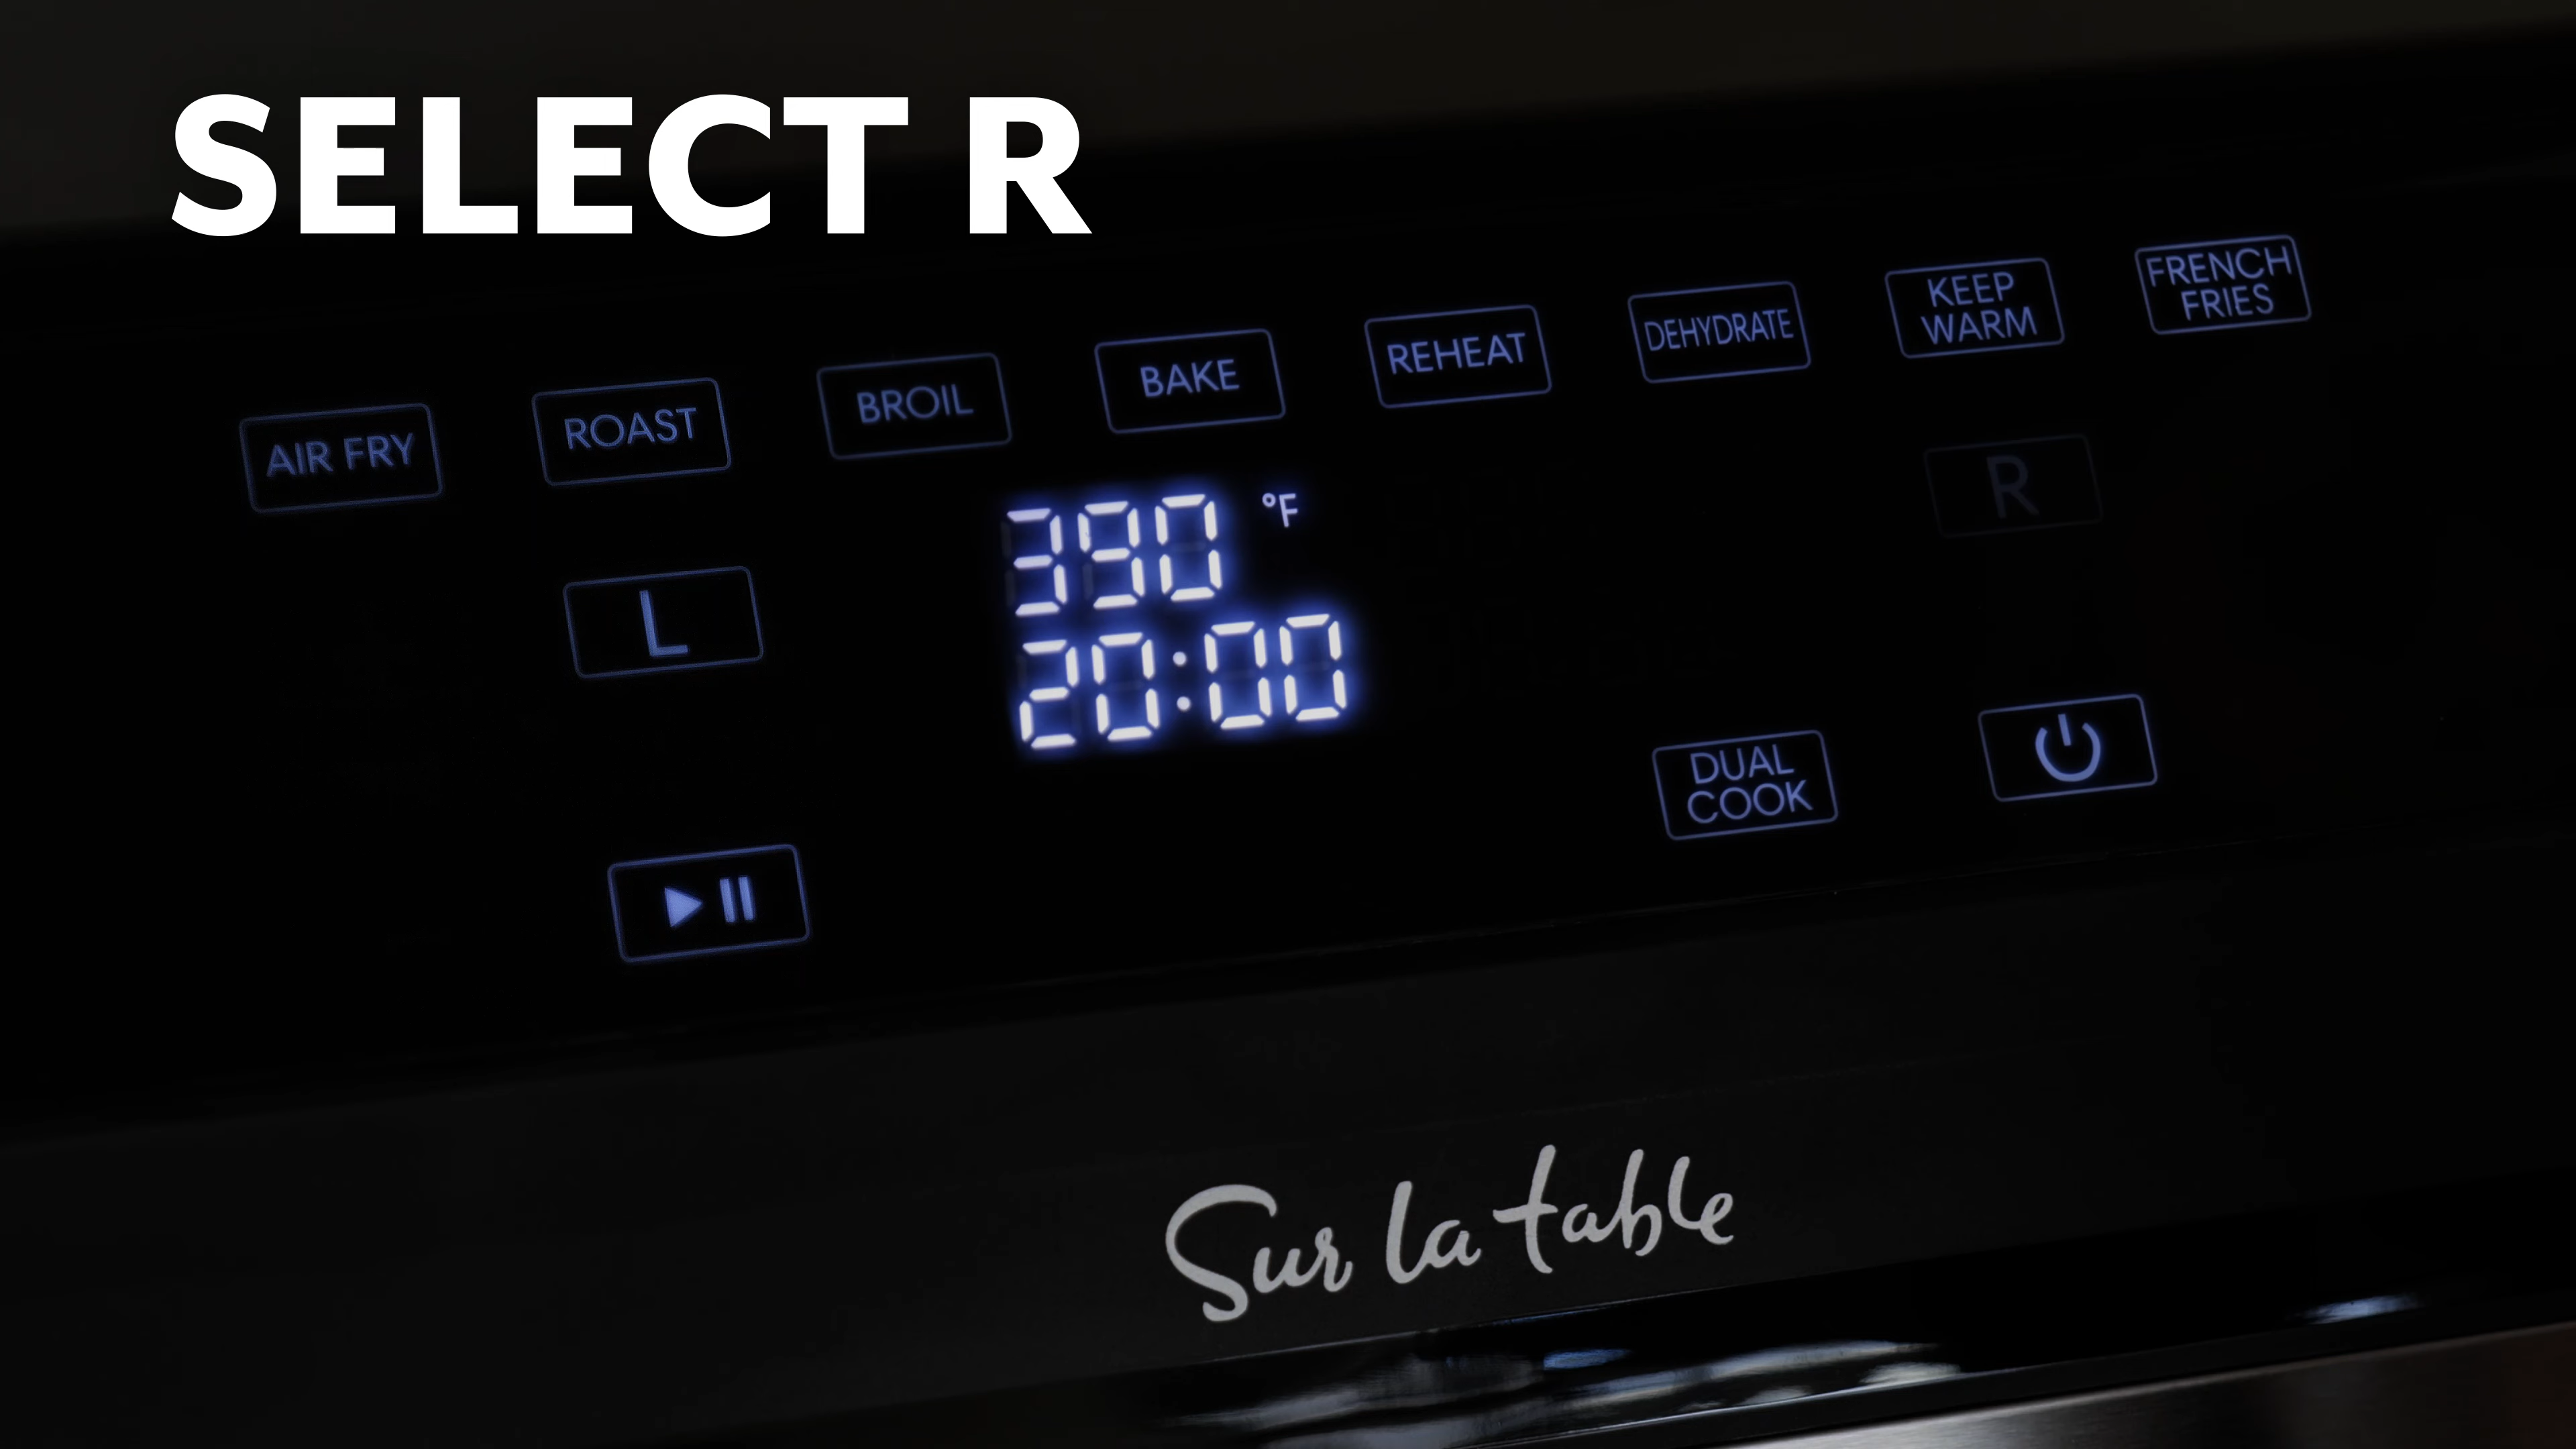 SELECT R
AIR FRY
ROAST
BROIL
BAKE
REHEAT
DEHYDRATE
KEEP
WARM
FRENCH
FRIES
L
390 °F
20:00
R
DUAL
COOK
Sur la table